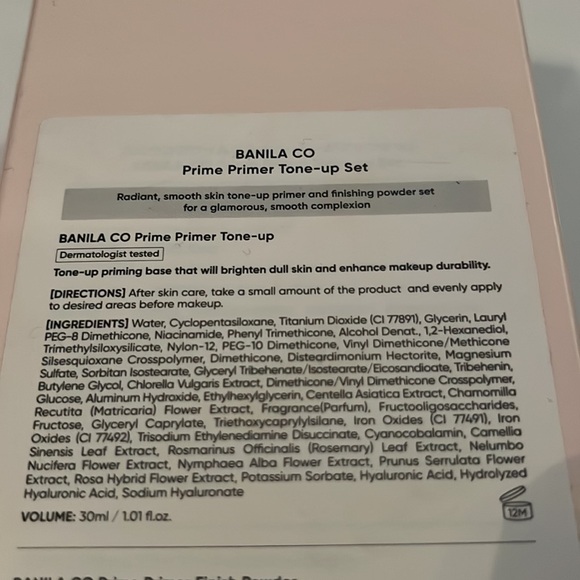 BANILA CO
Prime Primer Tone-up Set
Radiant, smooth skin tone-up primer and finishing powder set
for a glamorous, smooth complexion
BANILA CO Prime Primer Tone-up
Dermatologist tested
Tone-up priming base that will brighten dull skin and enhance makeup durability.
[DIRECTIONS] After skin care, take a small amount of the product and evenly apply
to desired areas before makeup.
[INGREDIENTS] Water, Cyclopentasiloxane, Titanium Dioxide (CI 77891), Glycerin, Lauryl
PEG-8 Dimethicone, Niacinamide, Phenyl Trimethicone, Alcohol Denat., 1,2-Hexanediol,
Trimethylsiloxysilicate, Nylon-12, PEG-10 Dimethicone, Vinyl Dimethicone/Methicone
Silsesquioxane Crosspolymer, Dimethicone, Disteardimonium Hectorite, Magnesium
Sulfate, Sorbitan Isostearate, Glyceryl Tribehenate/Isostearate/Eicosandioate, Tribehenin,
Butylene Glycol, Chlorella Vulgaris Extract, Dimethicone/Vinyl Dimethicone Crosspolymer,
Glucose, Aluminum Hydroxide, Ethylhexylglycerin, Centella Asiatica Extract, Chamomilla
Recutita (Matricaria) Flower Extract, Fragrance(Parfum), Fructooligosaccharides,
Fructose, Glyceryl Caprylate, Triethoxycaprylylsilane, Iron Oxides (CI 77491), Iron
Oxides (CI 77492), Trisodium Ethylenediamine Disuccinate, Cyanocobalamin, Camellia
Sinensis Leaf Extract, Rosmarinus Officinalis (Rosemary) Leaf Extract, Nelumbo
Nucifera Flower Extract, Nymphaea Alba Flower Extract, Prunus Serrulata Flower
Extract, Rosa Hybrid Flower Extract, Potassium Sorbate, Hyaluronic Acid, Hydrolyzed
Hyaluronic Acid, Sodium Hyaluronate
VOLUME: 30ml / 1.01 fl.oz.
12M
BANILA CO Prime Primer Finish Powder